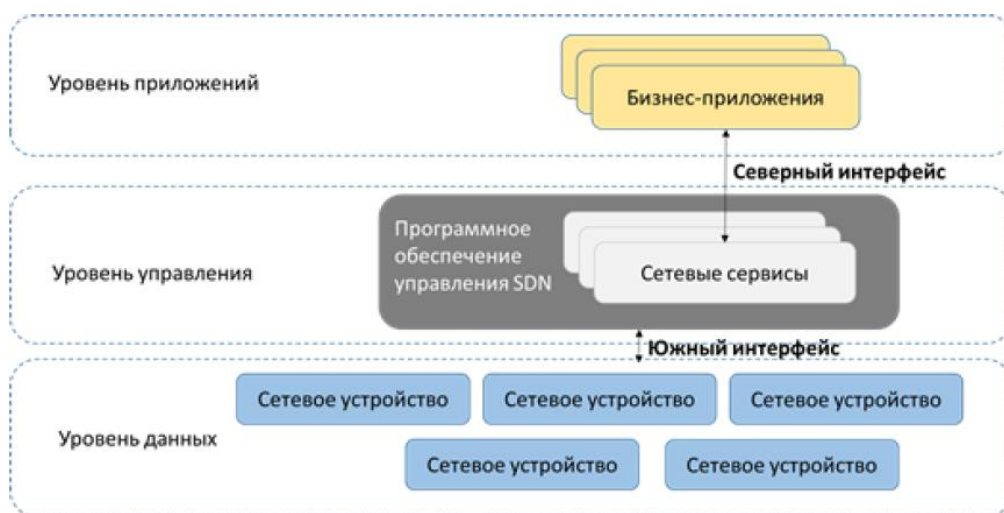 Уровень приложений
Бизнес-приложения
Северный интерфейс
Программное
обеспечение
управления SDN
Уровень управления
Сетевые сервисы
Южный интерфейс
Сетевое устройство
Сетевое устройство
Сетевое устройство
Уровень данных
Сетевое устройство
Сетевое устройство